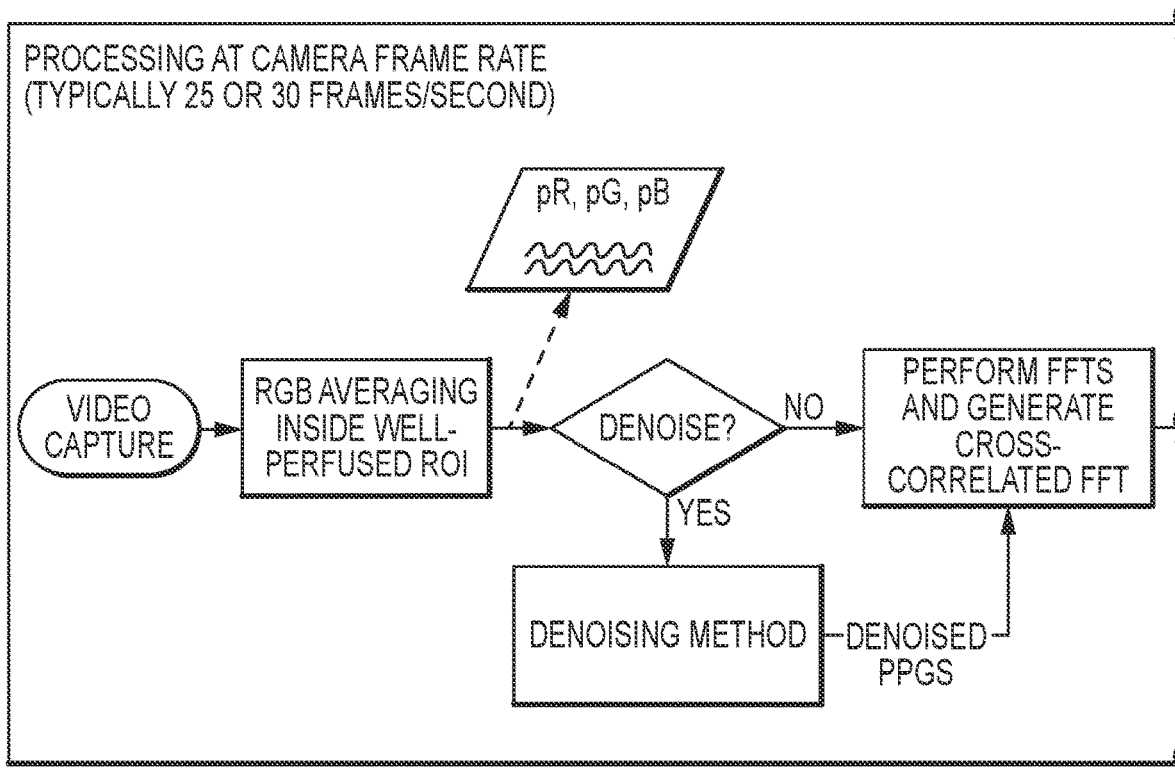 PROCESSING AT CAMERA FRAME RATE
(TYPICALLY 25 OR 30 FRAMES/SECOND)
pR, pG, pB
VIDEO
CAPTURE
RGB AVERAGING
INSIDE WELL-
PERFUSED ROI
DENOISE?
NO
PERFORM FFTS
AND GENERATE
CROSS-
CORRELATED FFT
YES
DENOISING METHOD
DENOISED
PPGS